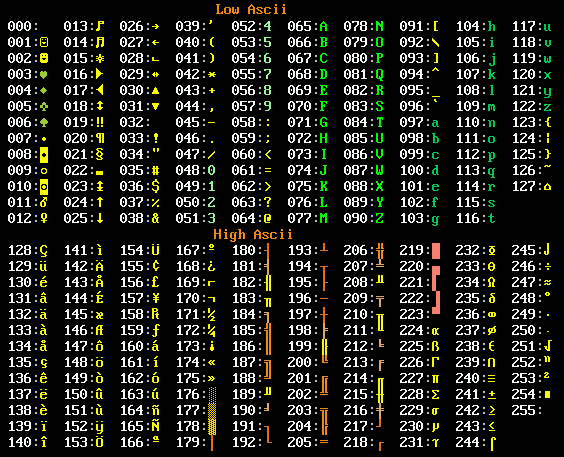 Low Ascii
000: 013:♪ 026:→ 039:' 052:4 065:A 078:N 091:[ 104:h 117:u
001:☺ 014:♫ 027:← 040:( 053:5 066:B 079:O 092:\ 105:i 118:v
002:☻ 015:☼ 028:∟ 041:) 054:6 067:C 080:P 093:] 106:j 119:w
003:♥ 016:► 029:↔ 042:* 055:7 068:D 081:Q 094:^ 107:k 120:x
004:♦ 017:◄ 030:▲ 043:+ 056:8 069:E 082:R 095:_ 108:l 121:y
005:♣ 018:↕ 031:▼ 044:, 057:9 070:F 083:S 096:` 109:m 122:z
006:♠ 019:‼ 032: 045:- 058:: 071:G 084:T 097:a 110:n 123:{
007:• 020:¶ 033:! 046:. 059:; 072:H 085:U 098:b 111:o 124:¦
008:◘ 021:§ 034:" 047:/ 060:< 073:I 086:V 099:c 112:p 125:}
009:○ 022:▬ 035:# 048:0 061:= 074:J 087:W 100:d 113:q 126:~
010:◙ 023:↨ 036:$ 049:1 062:> 075:K 088:X 101:e 114:r 127:⌂
011:♂ 024:↑ 037:% 050:2 063:? 076:L 089:Y 102:f 115:s
012:♀ 025:↓ 038:& 051:3 064:@ 077:M 090:Z 103:g 116:t
High Ascii
128:Ç 141:ì 154:Ü 167:º 180:┤ 193:┴ 206:╬ 219:█ 232:Φ 245:⌡
129:ü 142:Ä 155:¢ 168:¿ 181:╡ 194:┬ 207:╧ 220:▄ 233:Θ 246:÷
130:é 143:Å 156:£ 169:⌐ 182:╢ 195:├ 208:╨ 221:▌ 234:Ω 247:≈
131:â 144:É 157:¥ 170:¬ 183:╖ 196:─ 209:╤ 222:▐ 235:δ 248:°
132:ä 145:æ 158:₧ 171:½ 184:╕ 197:┼ 210:╥ 223:▀ 236:∞ 249:∙
133:à 146:Æ 159:ƒ 172:¼ 185:╣ 198:╞ 211:╙ 224:α 237:φ 250:·
134:å 147:ô 160:á 173:¡ 186:║ 199:╟ 212:╘ 225:ß 238:ε 251:√
135:ç 148:ö 161:í 174:« 187:╗ 200:╚ 213:╒ 226:Γ 239:∩ 252:ⁿ
136:ê 149:ò 162:ó 175:» 188:╝ 201:╔ 214:╓ 227:π 240:≡ 253:²
137:ë 150:û 163:ú 176:░ 189:╜ 202:╩ 215:╫ 228:Σ 241:± 254:■
138:è 151:ù 164:ñ 177:▒ 190:╛ 203:╦ 216:╪ 229:σ 242:≥ 255:
139:ï 152:ÿ 165:Ñ 178:▓ 191:┐ 204:╠ 217:┘ 230:µ 243:≤
140:î 153:Ö 166:ª 179:│ 192:└ 205:═ 218:┌ 231:τ 244:⌠